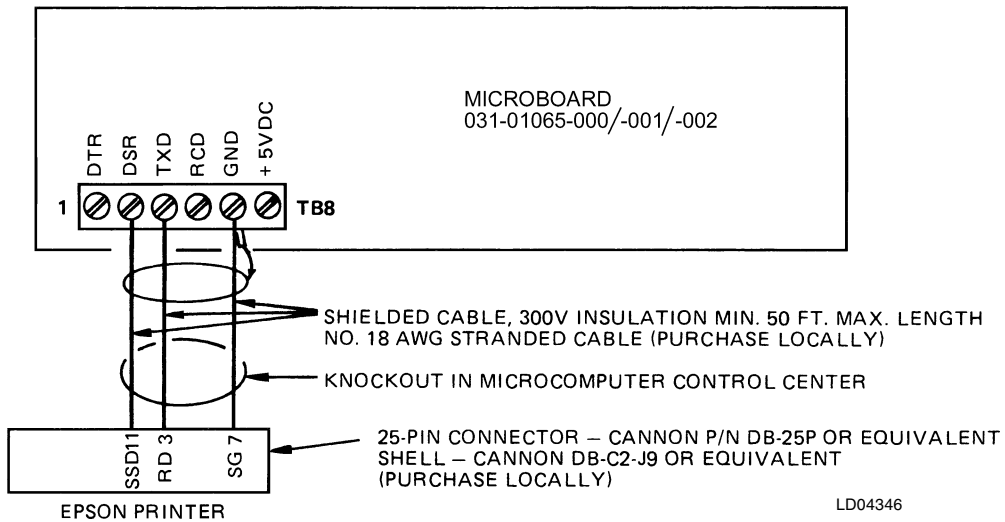 MICROBOARD
031-01065-000/-001/-002
DTR
DSR
TXD
RCD
GND
+5VDC
1
TB8
SHIELDED CABLE, 300V INSULATION MIN. 50 FT. MAX. LENGTH
NO. 18 AWG STRANDED CABLE (PURCHASE LOCALLY)
KNOCKOUT IN MICROCOMPUTER CONTROL CENTER
SSD11
RD 3
SG 7
25-PIN CONNECTOR – CANNON P/N DB-25P OR EQUIVALENT
SHELL – CANNON DB-C2-J9 OR EQUIVALENT
(PURCHASE LOCALLY)
EPSON PRINTER
LD04346